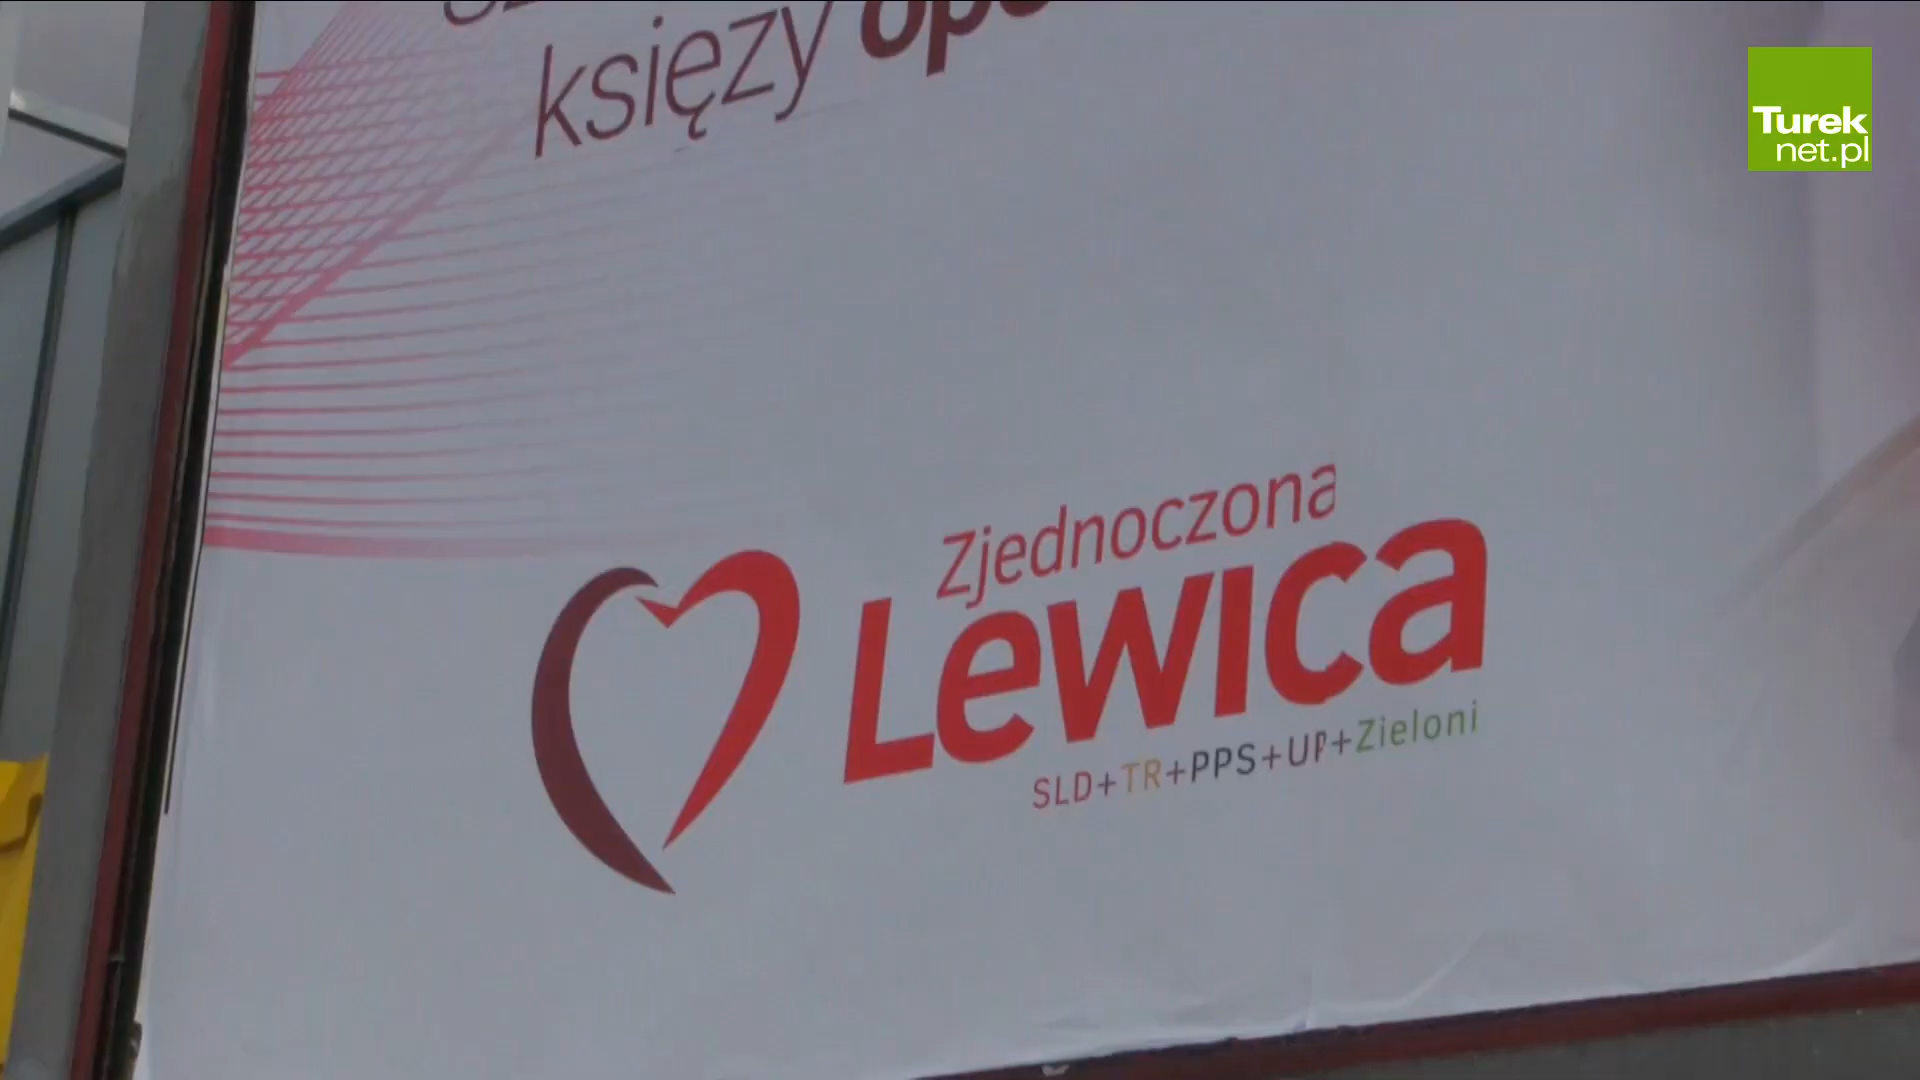 księży
Turek
net.pl
Zjednoczona
Lewica
SLD+TR+PPS+UP+Zieloni